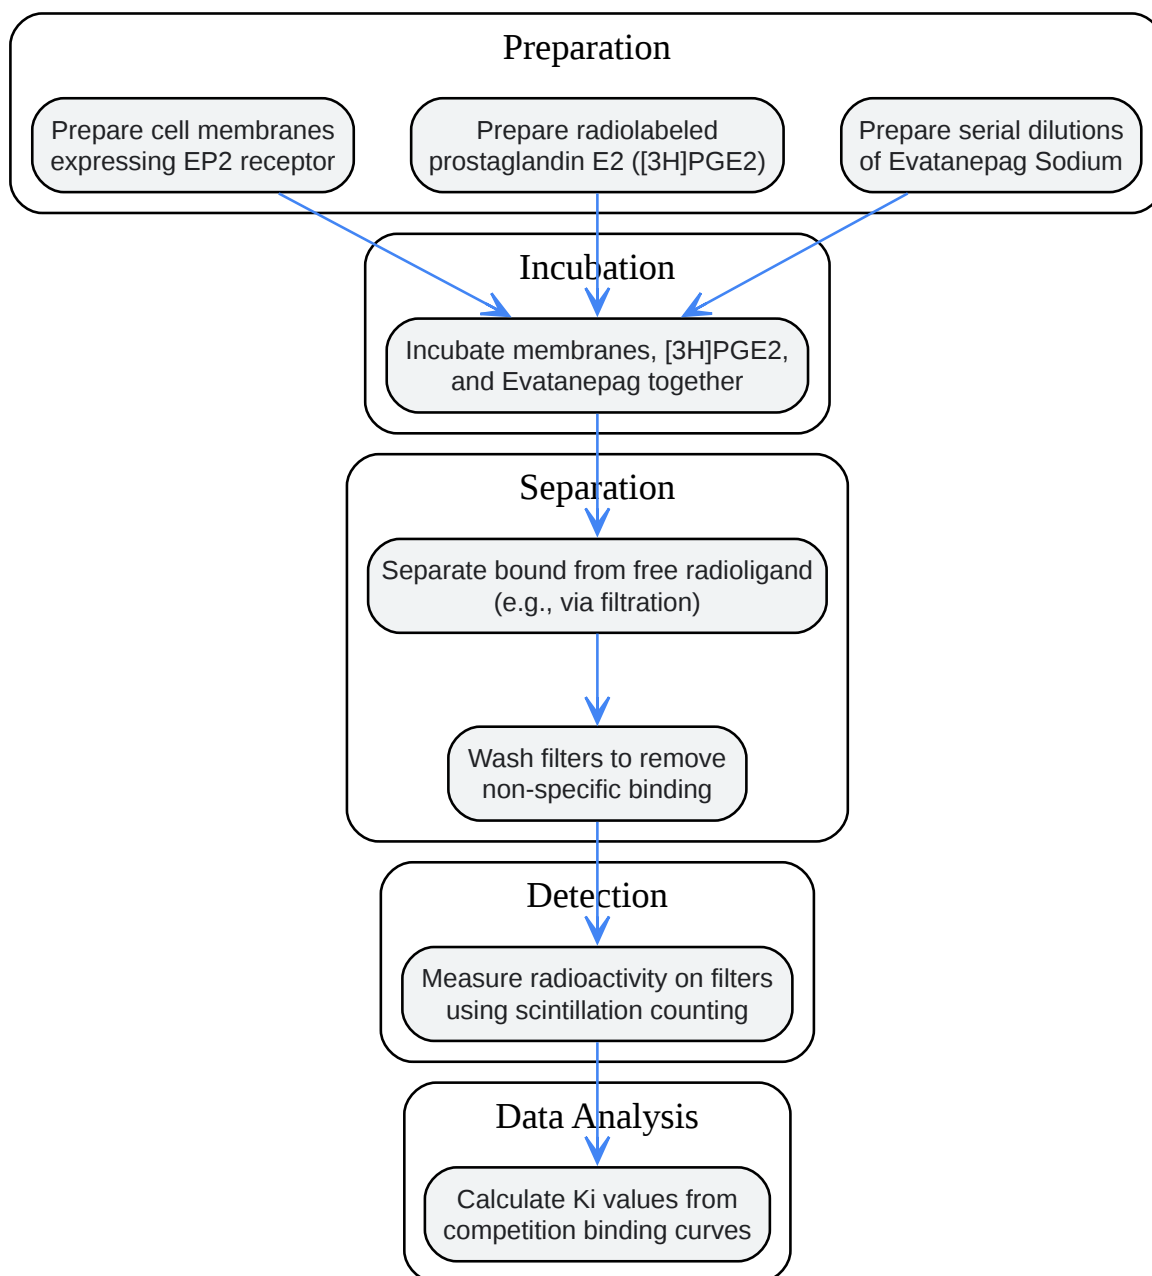 Preparation
Prepare cell membranes
expressing EP2 receptor
Prepare radiolabeled
prostaglandin E2 ([3H]PGE2)
Prepare serial dilutions
of Evatanepag Sodium
Incubation
Incubate membranes, [3H]PGE2,
and Evatanepag together
Separation
Separate bound from free radioligand
(e.g., via filtration)
Wash filters to remove
non-specific binding
Detection
Measure radioactivity on filters
using scintillation counting
Data Analysis
Calculate Ki values from
competition binding curves